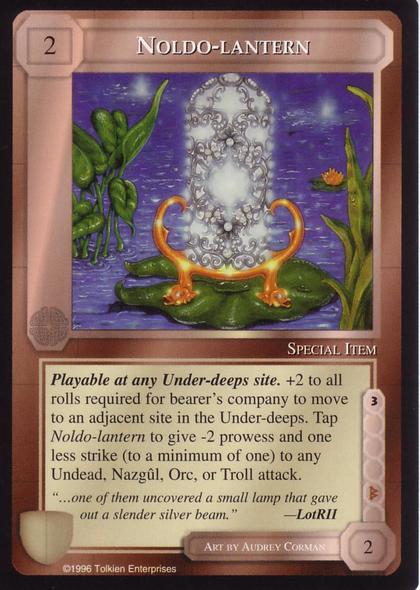 2
NOLDO-LANTERN
SPECIAL ITEM
Playable at any Under-deeps site. +2 to all
rolls required for bearer's company to move
to an adjacent site in the Under-deeps. Tap
Noldo-lantern to give -2 prowess and one
less strike (to a minimum of one) to any
Undead, Nazgûl, Orc, or Troll attack.
"...one of them uncovered a small lamp that gave
out a slender silver beam." —LotRII
3
W
ART BY AUDREY CORMAN
2
©1996 Tolkien Enterprises